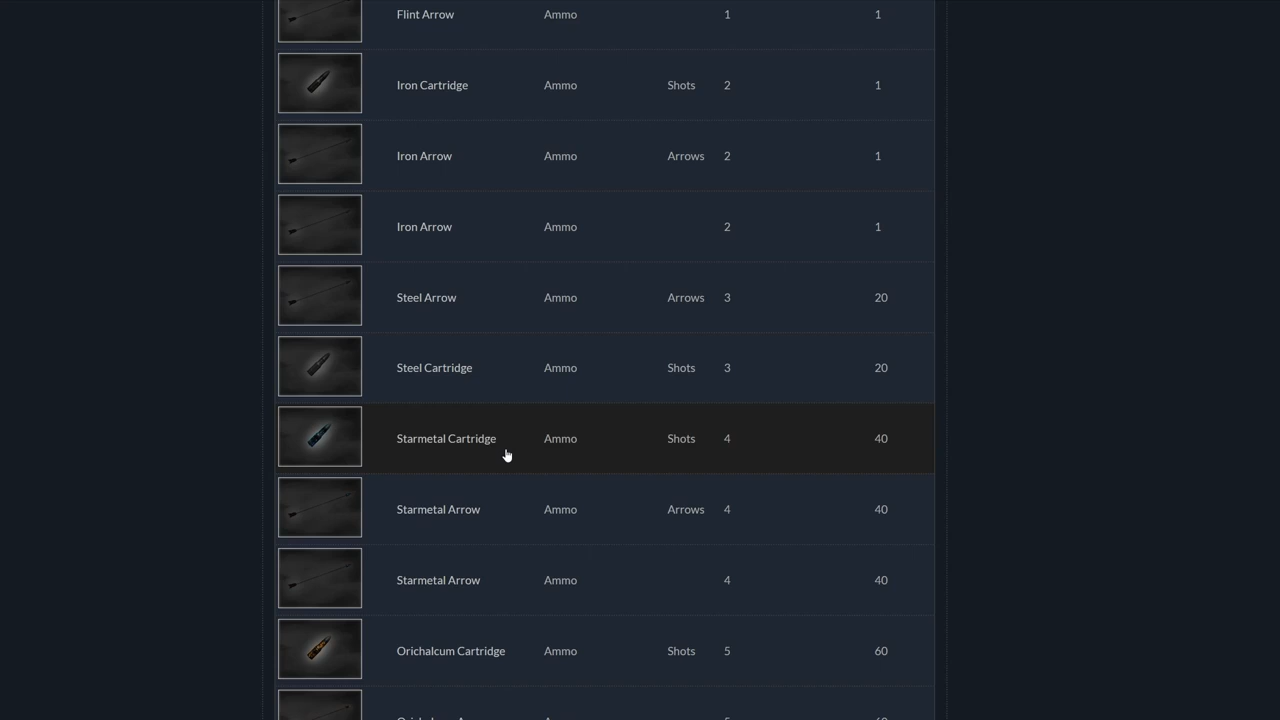 Flint Arrow Ammo 1 1
Iron Cartridge Ammo Shots 2 1
Iron Arrow Ammo Arrows 2 1
Iron Arrow Ammo 2 1
Steel Arrow Ammo Arrows 3 20
Steel Cartridge Ammo Shots 3 20
Starmetal Cartridge Ammo Shots 4 40
Starmetal Arrow Ammo Arrows 4 40
Starmetal Arrow Ammo 4 40
Orichalcum Cartridge Ammo Shots 5 60